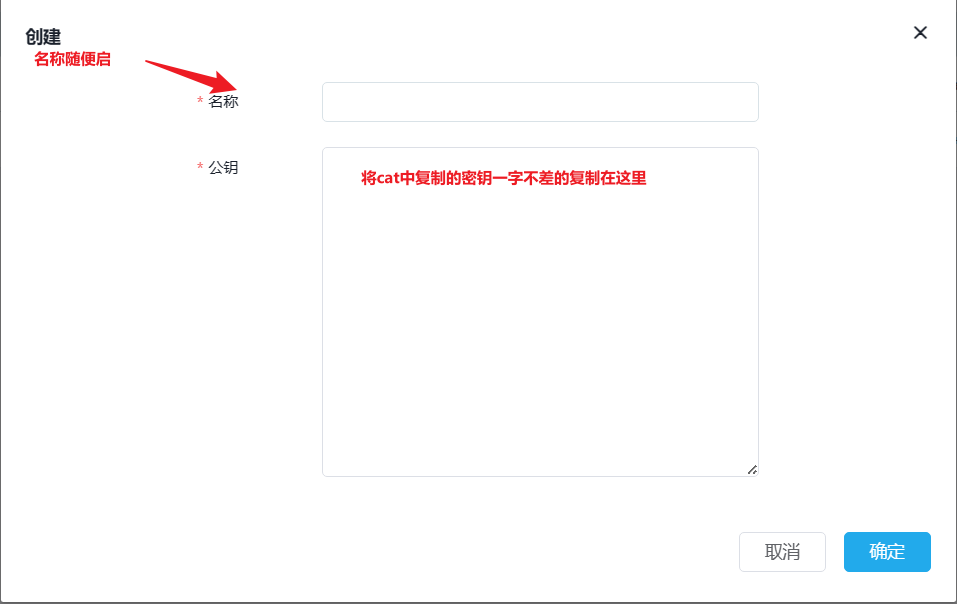 创建
名称随便启
* 名称
* 公钥
将cat中复制的密钥一字不差的复制在这里
取消
确定